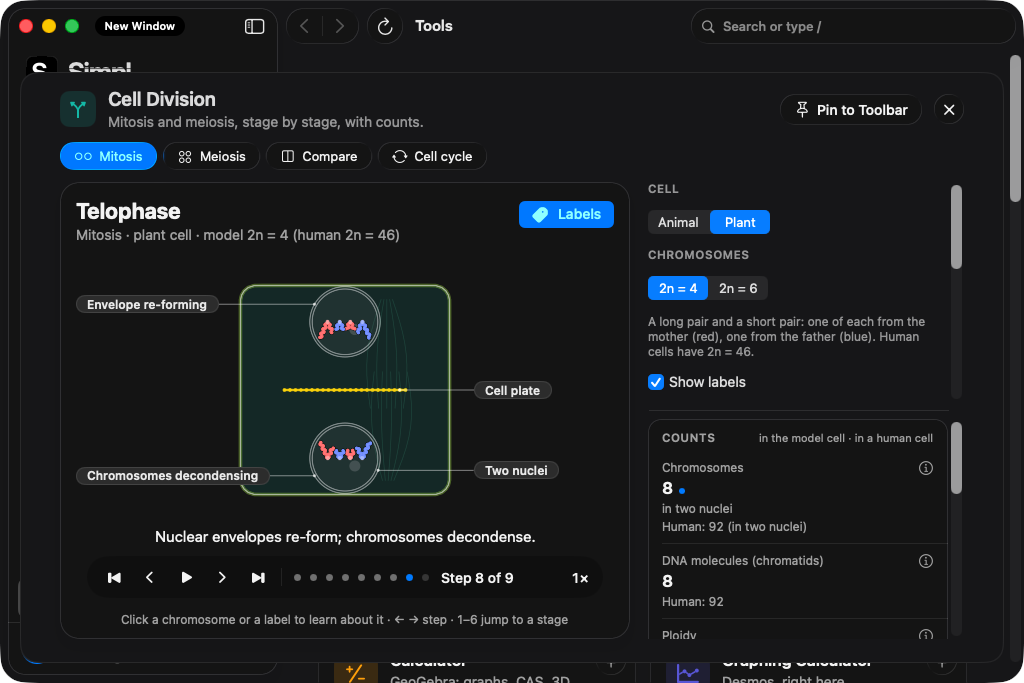 New Window
Tools
Search or type /
Simpl
Cell Division
Mitosis and meiosis, stage by stage, with counts.
Pin to Toolbar
Mitosis
Meiosis
Compare
Cell cycle
Telophase
Mitosis · plant cell · model 2n = 4 (human 2n = 46)
Labels
Envelope re-forming
Cell plate
Chromosomes decondensing
Two nuclei
Nuclear envelopes re-form; chromosomes decondense.
Step 8 of 9
1×
Click a chromosome or a label to learn about it · ← → step · 1–6 jump to a stage
CELL
Animal
Plant
CHROMOSOMES
2n = 4
2n = 6
A long pair and a short pair: one of each from the
mother (red), one from the father (blue). Human
cells have 2n = 46.
Show labels
COUNTS
in the model cell · in a human cell
Chromosomes
8
in two nuclei
Human: 92 (in two nuclei)
DNA molecules (chromatids)
8
Human: 92
Ploidy
Calculator
GeoGebra: graphs, CAS, 3D
Graphing Calculator
Desmos, right here